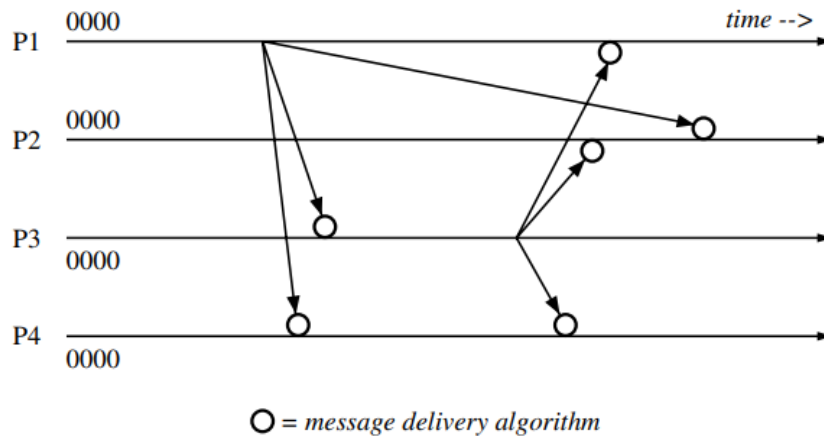 0000
time -->
P1
0000
P2
P3
0000
P4
0000
= message delivery algorithm